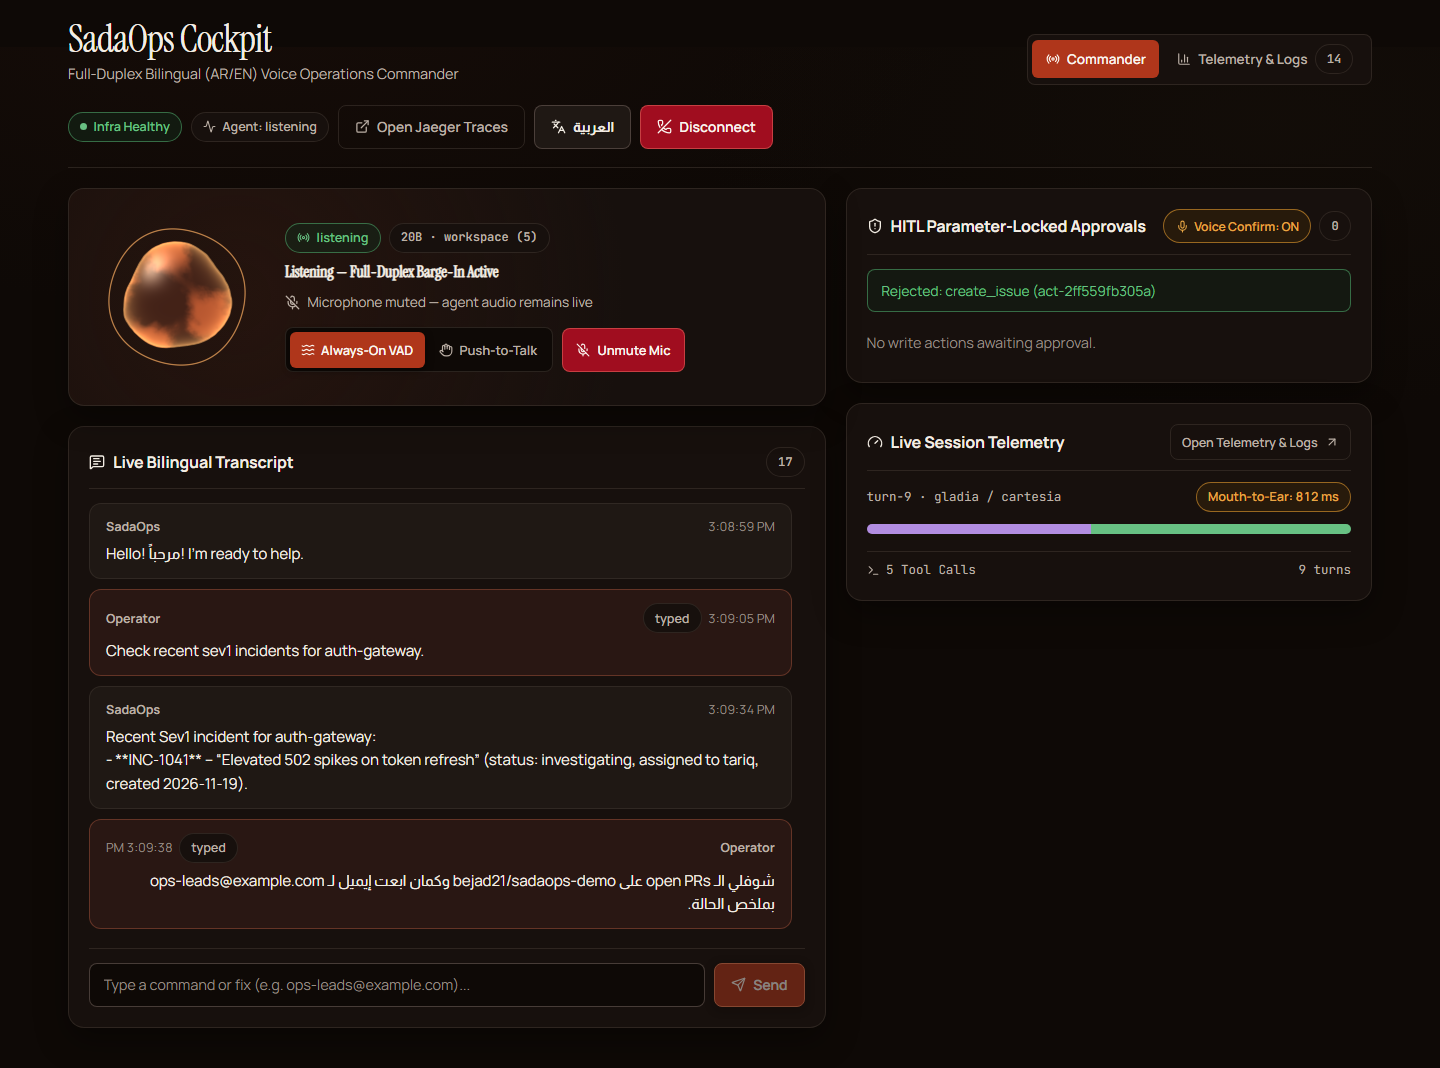 SadaOps Cockpit
Full-Duplex Bilingual (AR/EN) Voice Operations Commander
Commander
Telemetry & Logs 14
Infra Healthy
Agent: listening
Open Jaeger Traces
العربية
Disconnect
listening
20B · workspace (5)
Listening — Full-Duplex Barge-In Active
Microphone muted — agent audio remains live
Always-On VAD
Push-to-Talk
Unmute Mic
Live Bilingual Transcript
17
SadaOps
3:08:59 PM
Hello! مرحباً! I'm ready to help.
Operator
typed
3:09:05 PM
Check recent sev1 incidents for auth-gateway.
SadaOps
3:09:34 PM
Recent Sev1 incident for auth-gateway:
- **INC-1041** – “Elevated 502 spikes on token refresh” (status: investigating, assigned to tariq,
created 2026-11-19).
Operator
typed
PM 3:09:38
شوفلي الـ open PRs على bejad21/sadaops-demo وكمان ابعت إيميل لـ ops-leads@example.com
بملخص الحالة.
Type a command or fix (e.g. ops-leads@example.com)...
Send
HITL Parameter-Locked Approvals
Voice Confirm: ON
0
Rejected: create_issue (act-2ff559fb305a)
No write actions awaiting approval.
Live Session Telemetry
Open Telemetry & Logs
turn-9 · gladia / cartesia
Mouth-to-Ear: 812 ms
5 Tool Calls
9 turns